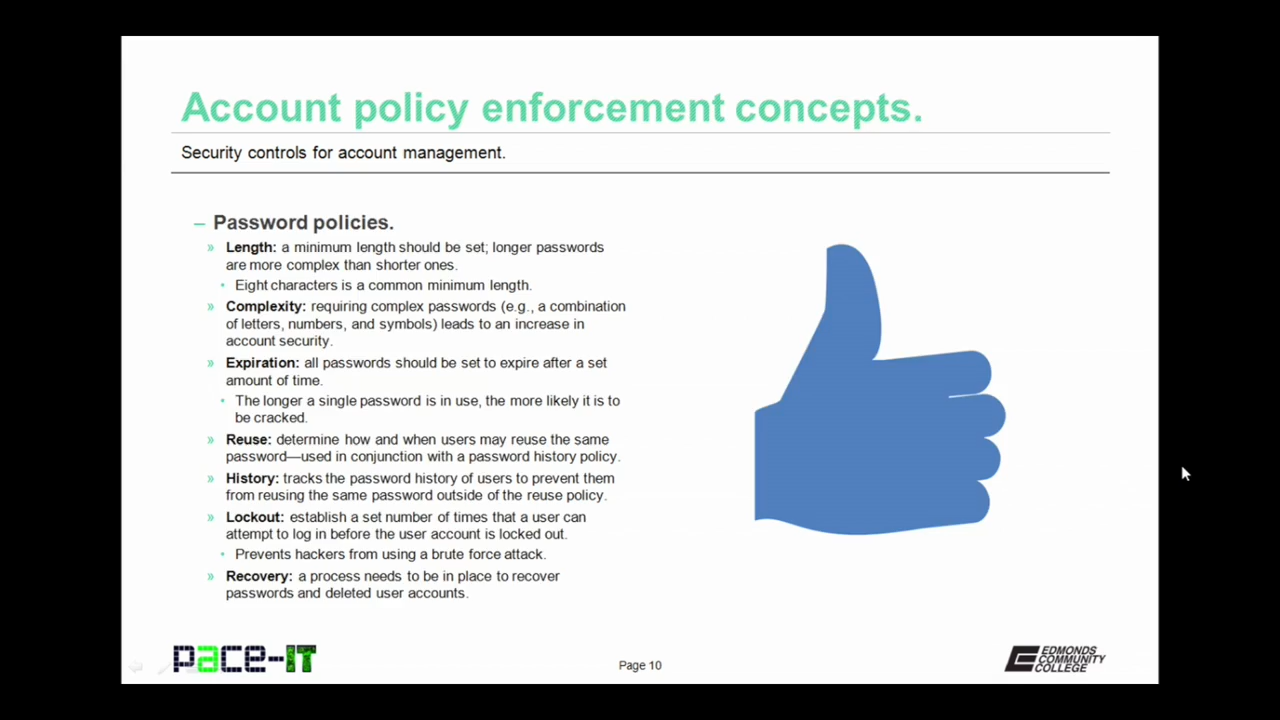 Account policy enforcement concepts.
Security controls for account management.
– Password policies.
» Length: a minimum length should be set; longer passwords
are more complex than shorter ones.
• Eight characters is a common minimum length.
» Complexity: requiring complex passwords (e.g., a combination
of letters, numbers, and symbols) leads to an increase in
account security.
» Expiration: all passwords should be set to expire after a set
amount of time.
• The longer a single password is in use, the more likely it is to
be cracked.
» Reuse: determine how and when users may reuse the same
password—used in conjunction with a password history policy.
» History: tracks the password history of users to prevent them
from reusing the same password outside of the reuse policy.
» Lockout: establish a set number of times that a user can
attempt to log in before the user account is locked out.
• Prevents hackers from using a brute force attack.
» Recovery: a process needs to be in place to recover
passwords and deleted user accounts.
pace-IT
Page 10
EDMONDS
COMMUNITY
COLLEGE